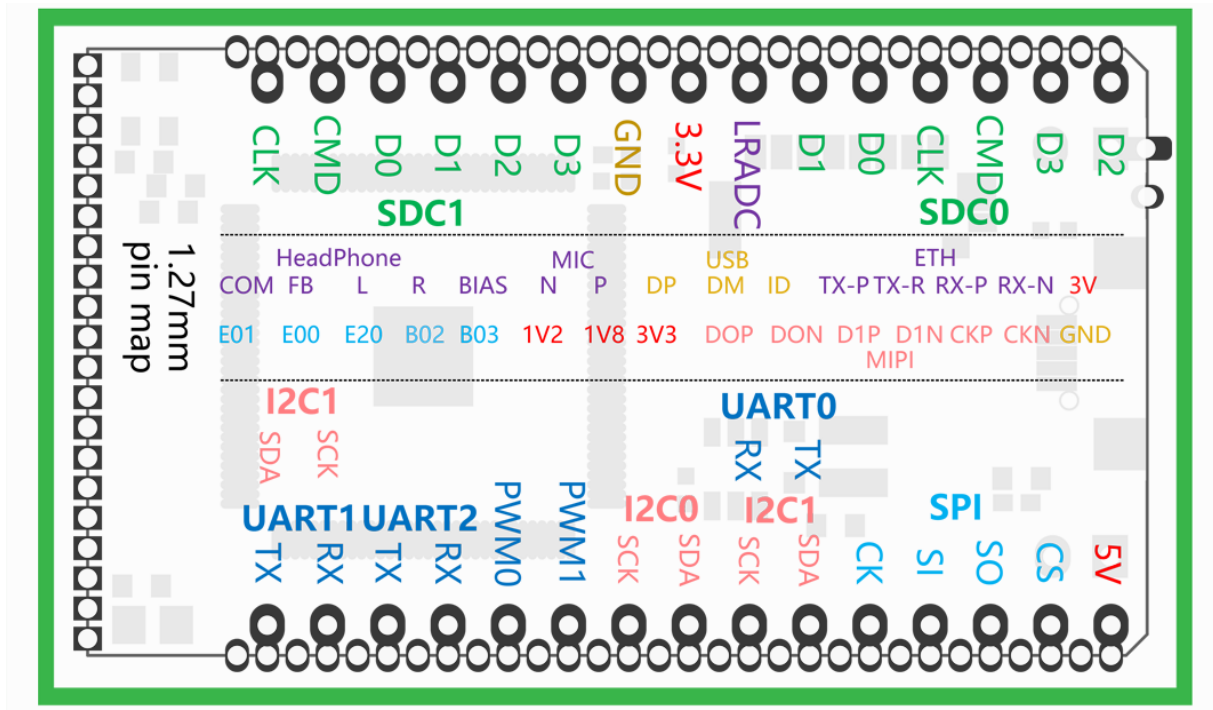 CLK CMD D0 D1 D2 D3 GND 3.3V LRADC D1 D0 CLK CMD D3 D2
SDC1 SDC0
1.27mm
pin map
HeadPhone MIC USB ETH
COM FB L R BIAS N P DP DM ID TX-P TX-R RX-P RX-N 3V
E01 E00 E20 B02 B03 1V2 1V8 3V3 DOP DON D1P D1N CKP CKN GND
MIPI
I2C1 UART0
SDA SCK RX TX
UART1 UART2 PWM0 PWM1 I2C0 I2C1 SPI
TX RX TX RX SCK SDA SCK SDA CK SI SO CS 5V